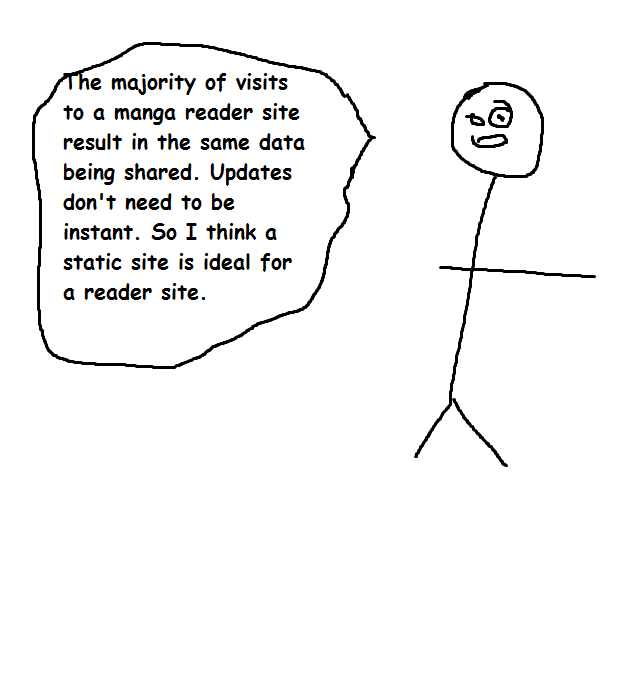 The majority of visits
to a manga reader site
result in the same data
being shared. Updates
don't need to be
instant. So I think a
static site is ideal for
a reader site.